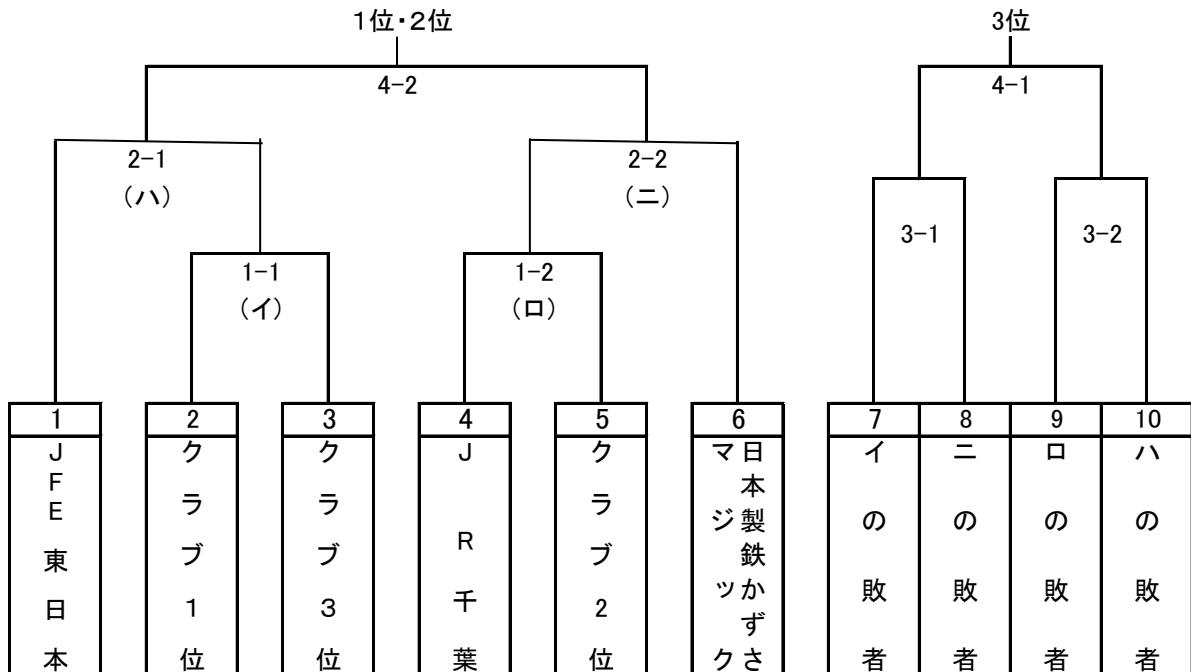 1位・2位
3位
4-2
4-1
2-1
(ハ)
2-2
(ニ)
3-1
3-2
1-1
(イ)
1-2
(ロ)
1
2
3
4
5
6
7
8
9
10
JFE東日本
クラブ1位
クラブ3位
JR千葉
クラブ2位
日本製鉄かずさ
マジック
イの敗者
ニの敗者
ロの敗者
ハの敗者